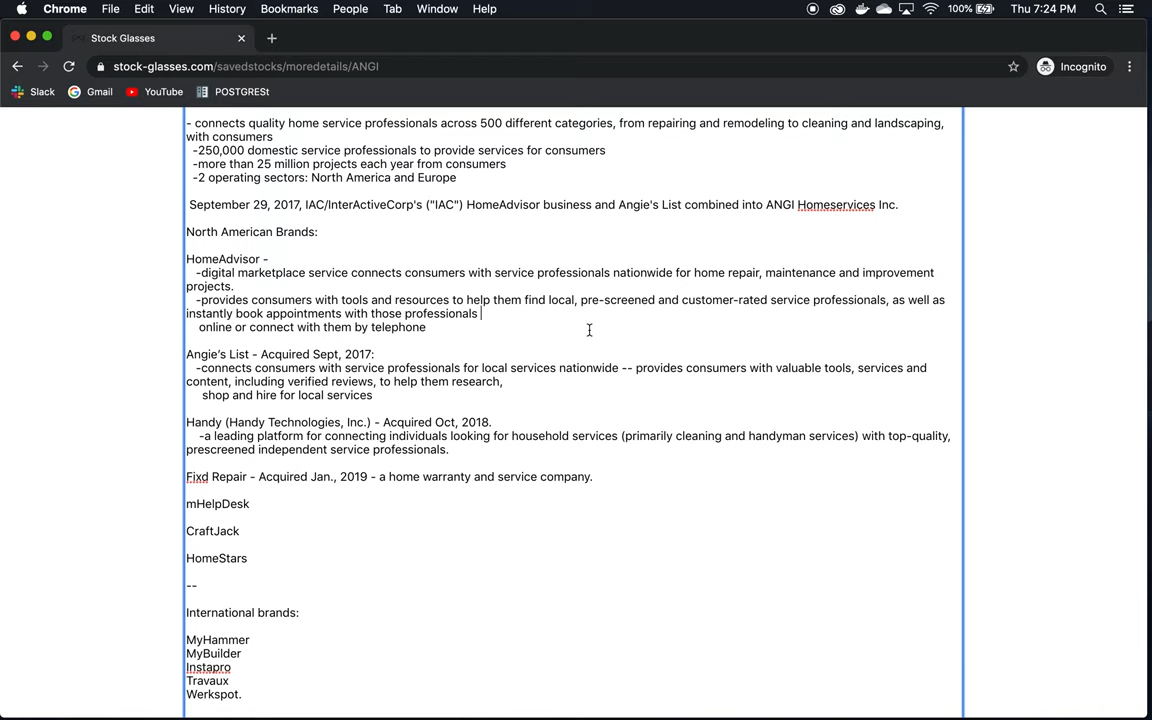 Chrome File Edit View History Bookmarks People Tab Window Help 100% Thu 7:24 PM
Stock Glasses
stock-glasses.com/savedstocks/moredetails/ANGI Incognito
Slack Gmail YouTube POSTGRESt
- connects quality home service professionals across 500 different categories, from repairing and remodeling to cleaning and landscaping,
with consumers
-250,000 domestic service professionals to provide services for consumers
-more than 25 million projects each year from consumers
-2 operating sectors: North America and Europe
September 29, 2017, IAC/InterActiveCorp's ("IAC") HomeAdvisor business and Angie's List combined into ANGI Homeservices Inc.
North American Brands:
HomeAdvisor -
-digital marketplace service connects consumers with service professionals nationwide for home repair, maintenance and improvement
projects.
-provides consumers with tools and resources to help them find local, pre-screened and customer-rated service professionals, as well as
instantly book appointments with those professionals
online or connect with them by telephone
Angie's List - Acquired Sept, 2017:
-connects consumers with service professionals for local services nationwide -- provides consumers with valuable tools, services and
content, including verified reviews, to help them research,
shop and hire for local services
Handy (Handy Technologies, Inc.) - Acquired Oct, 2018.
-a leading platform for connecting individuals looking for household services (primarily cleaning and handyman services) with top-quality,
prescreened independent service professionals.
Fixd Repair - Acquired Jan., 2019 - a home warranty and service company.
mHelpDesk
CraftJack
HomeStars
--
International brands:
MyHammer
MyBuilder
Instapro
Travaux
Werkspot.